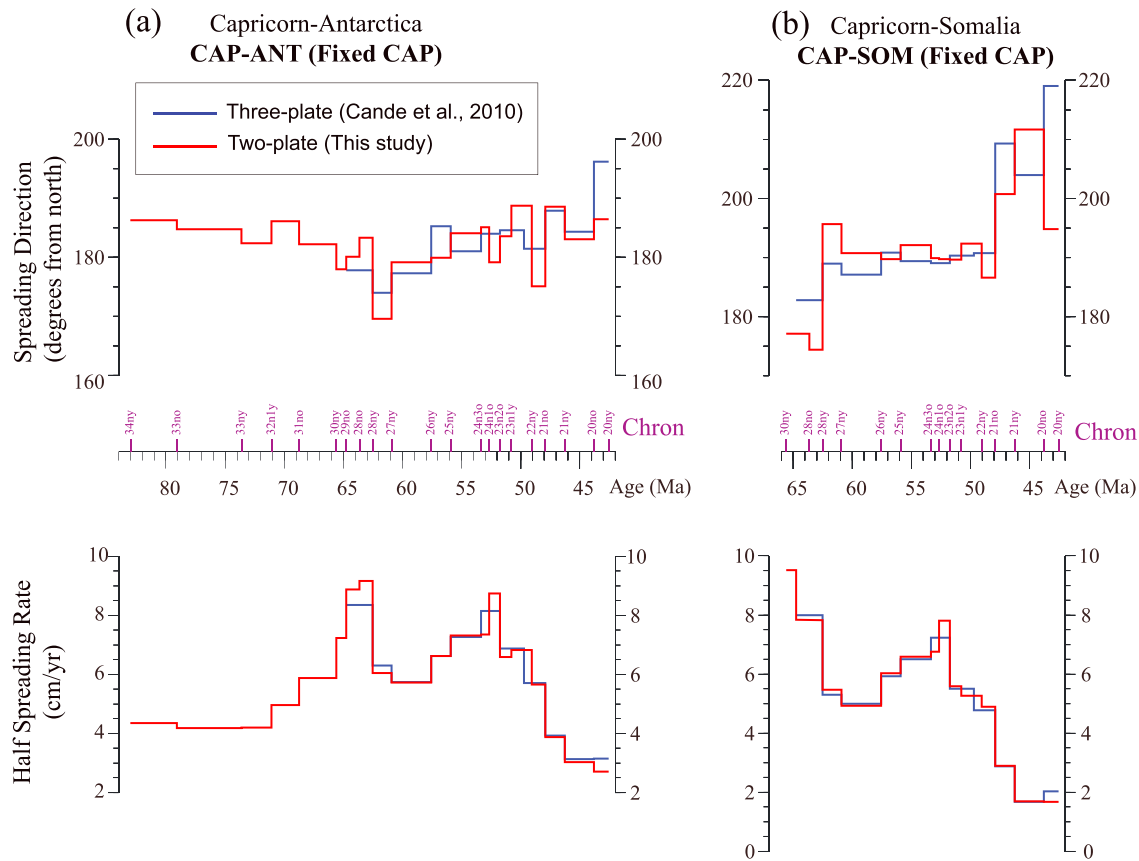 (a)
Capricorn-Antarctica
CAP-ANT (Fixed CAP)
(b)
Capricorn-Somalia
CAP-SOM (Fixed CAP)
Three-plate (Cande et al., 2010)
Two-plate (This study)
Spreading Direction
(degrees from north)
200
180
160
200
180
160
220
200
180
220
200
180
34ny
33no
33ny
32n1y
31no
30ny
29no
28no
28ny
27ny
26ny
25ny
24n3o
24n1o
23n2o
23n1y
22ny
21no
21ny
20no
20ny
Chron
30ny
28no
28ny
27ny
26ny
25ny
24n3o
24n1o
23n2o
23n1y
22ny
21no
21ny
20no
20ny
Chron
80 75 70 65 60 55 50 45 Age (Ma)
65 60 55 50 45 Age (Ma)
Half Spreading Rate
(cm/yr)
10
8
6
4
2
10
8
6
4
2
10
8
6
4
2
0
10
8
6
4
2
0